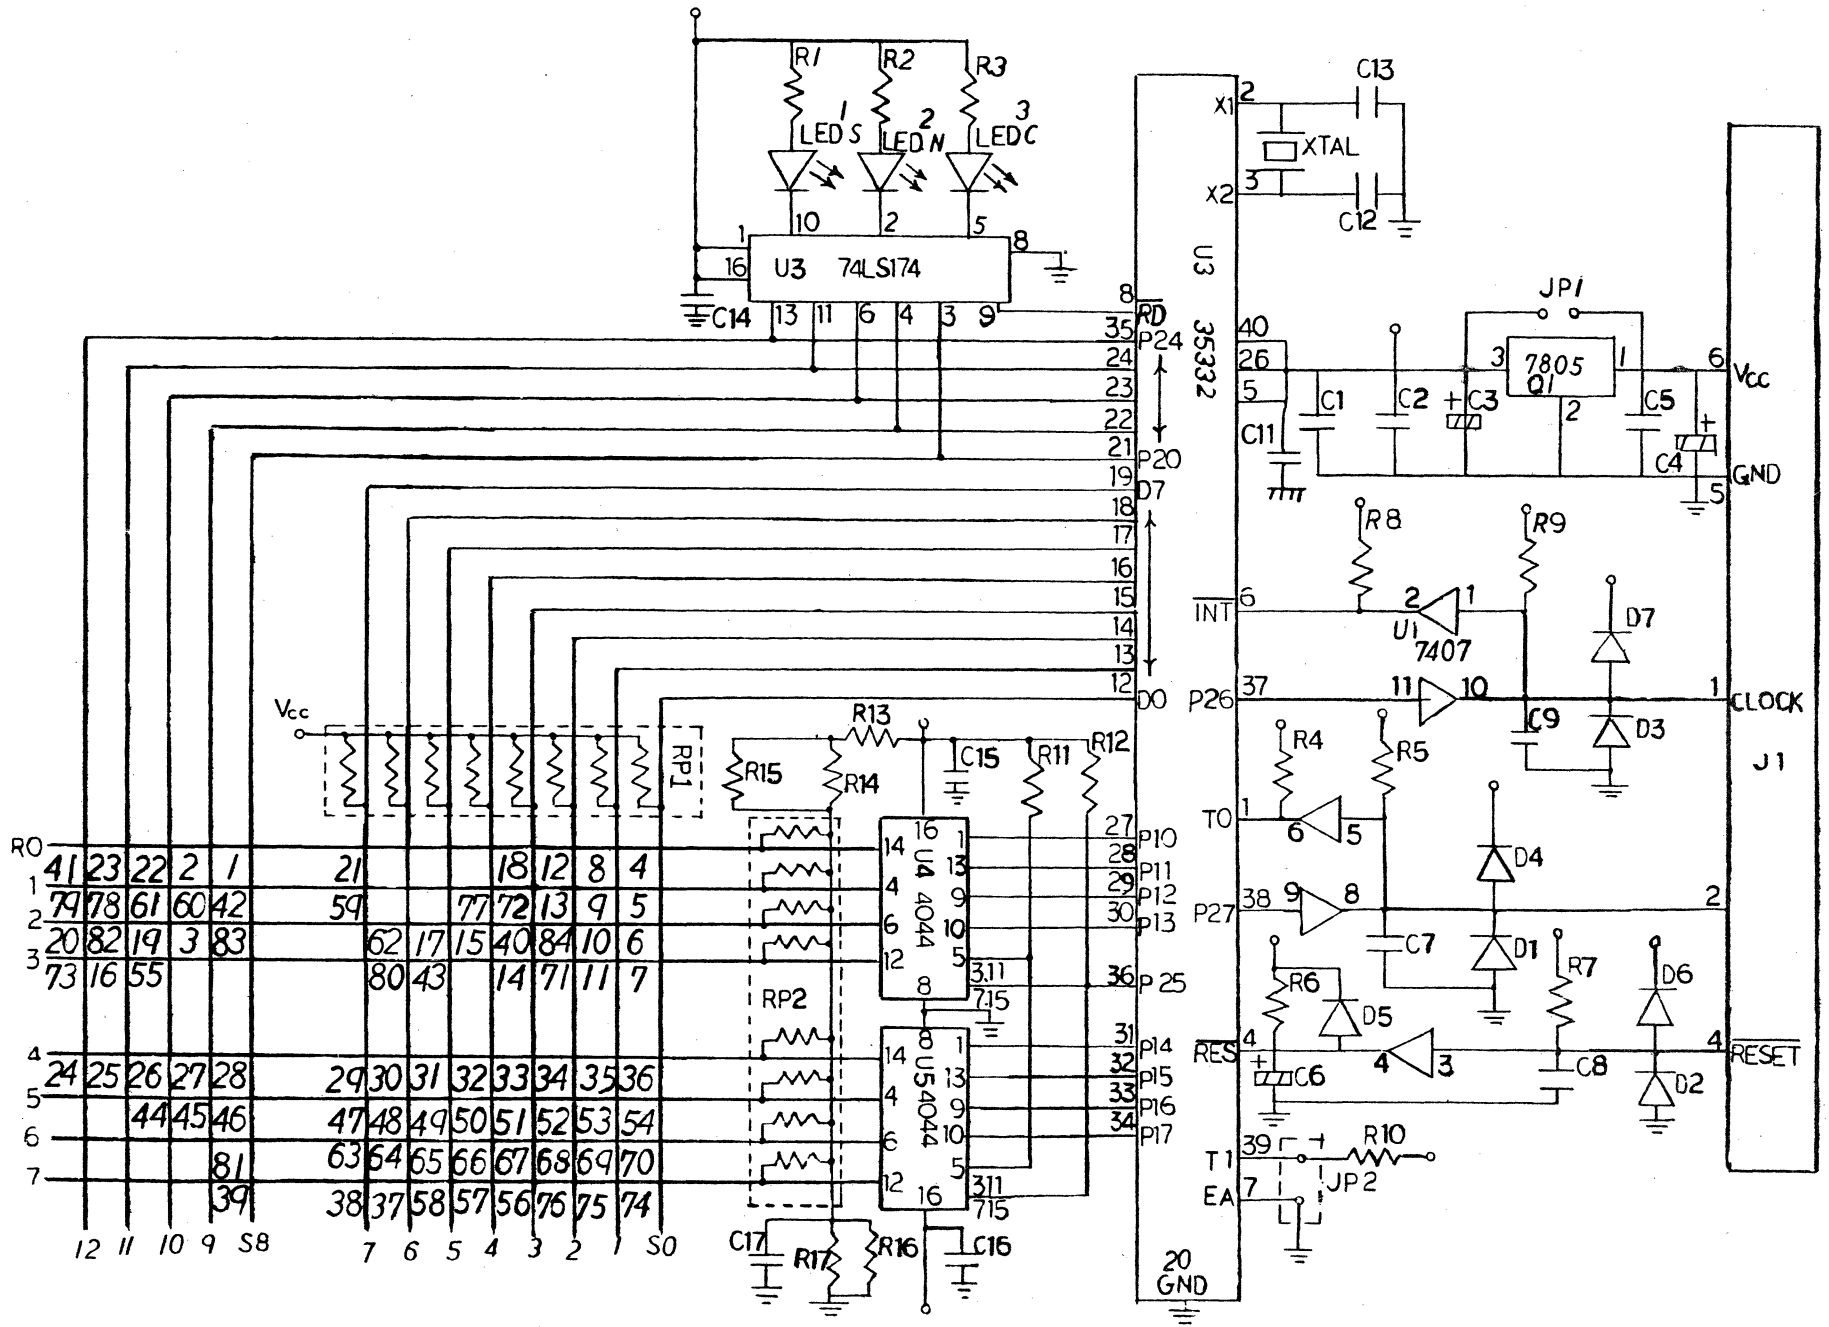 R1 R2 R3
1 2 3
LED S LED N LED C
10 2 5
1 8
16 U3 74LS174
C14 13 11 6 4 3 9
8 RD
35 P24
24
23
22
21 P20
19 D7
18
17
16
15
14
13
12 D0
X1 2 C13
XTAL
X2 3 C12
U3 35332
40
26
5
C11 C1 C2 + C3
JP1
3 7805 1
Q1
2
C5 + C4
6 Vcc
GND
5
R8 R9
INT 6 2 1
U1 7407
D7
P26 37 11 10 1 CLOCK
C9 D3
J1
R4 R5
T0 1 6 5
D4
P27 38 9 8 2
C7 D1
R6 R7 D6
D5
RES 4 4 3 4 RESET
+ C6 C8 D2
T1 39 R10
JP2
EA 7
20
GND
Vcc
RP1
R13
R15 R14 C15 R11 R12
16
U4 4044
14 1 27 P10
4 13 28 P11
6 9 29 P12
12 10 30 P13
5
3.11
7.15
36 P25
8
RP2
8
U5 4044
14 1 31 P14
4 13 32 P15
6 9 33 P16
12 10 34 P17
5
311
715
16
C17 R17 R16 C16
R0
41 23 22 2 1 21 18 12 8 4
1
79 78 61 60 42 59 77 72 13 9 5
2
20 82 19 3 83 62 17 15 40 84 10 6
3
73 16 55 80 43 14 71 11 7
4
24 25 26 27 28 29 30 31 32 33 34 35 36
5
44 45 46 47 48 49 50 51 52 53 54
6
81 63 64 65 66 67 68 69 70
7
39 38 37 58 57 56 76 75 74
12 11 10 9 S8 7 6 5 4 3 2 1 S0